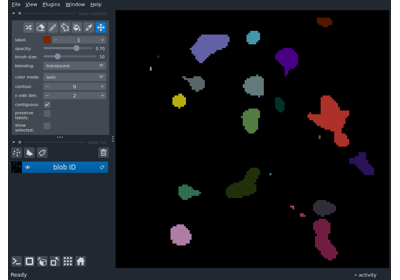 File View Plugins Window Help
label: 1
opacity: 0.70
brush size: 10
blending: translucent
color mode: auto
contour: 0
n edit dim: 2
contiguous:
preserve
labels:
show
selected:
blob ID
Ready
activity